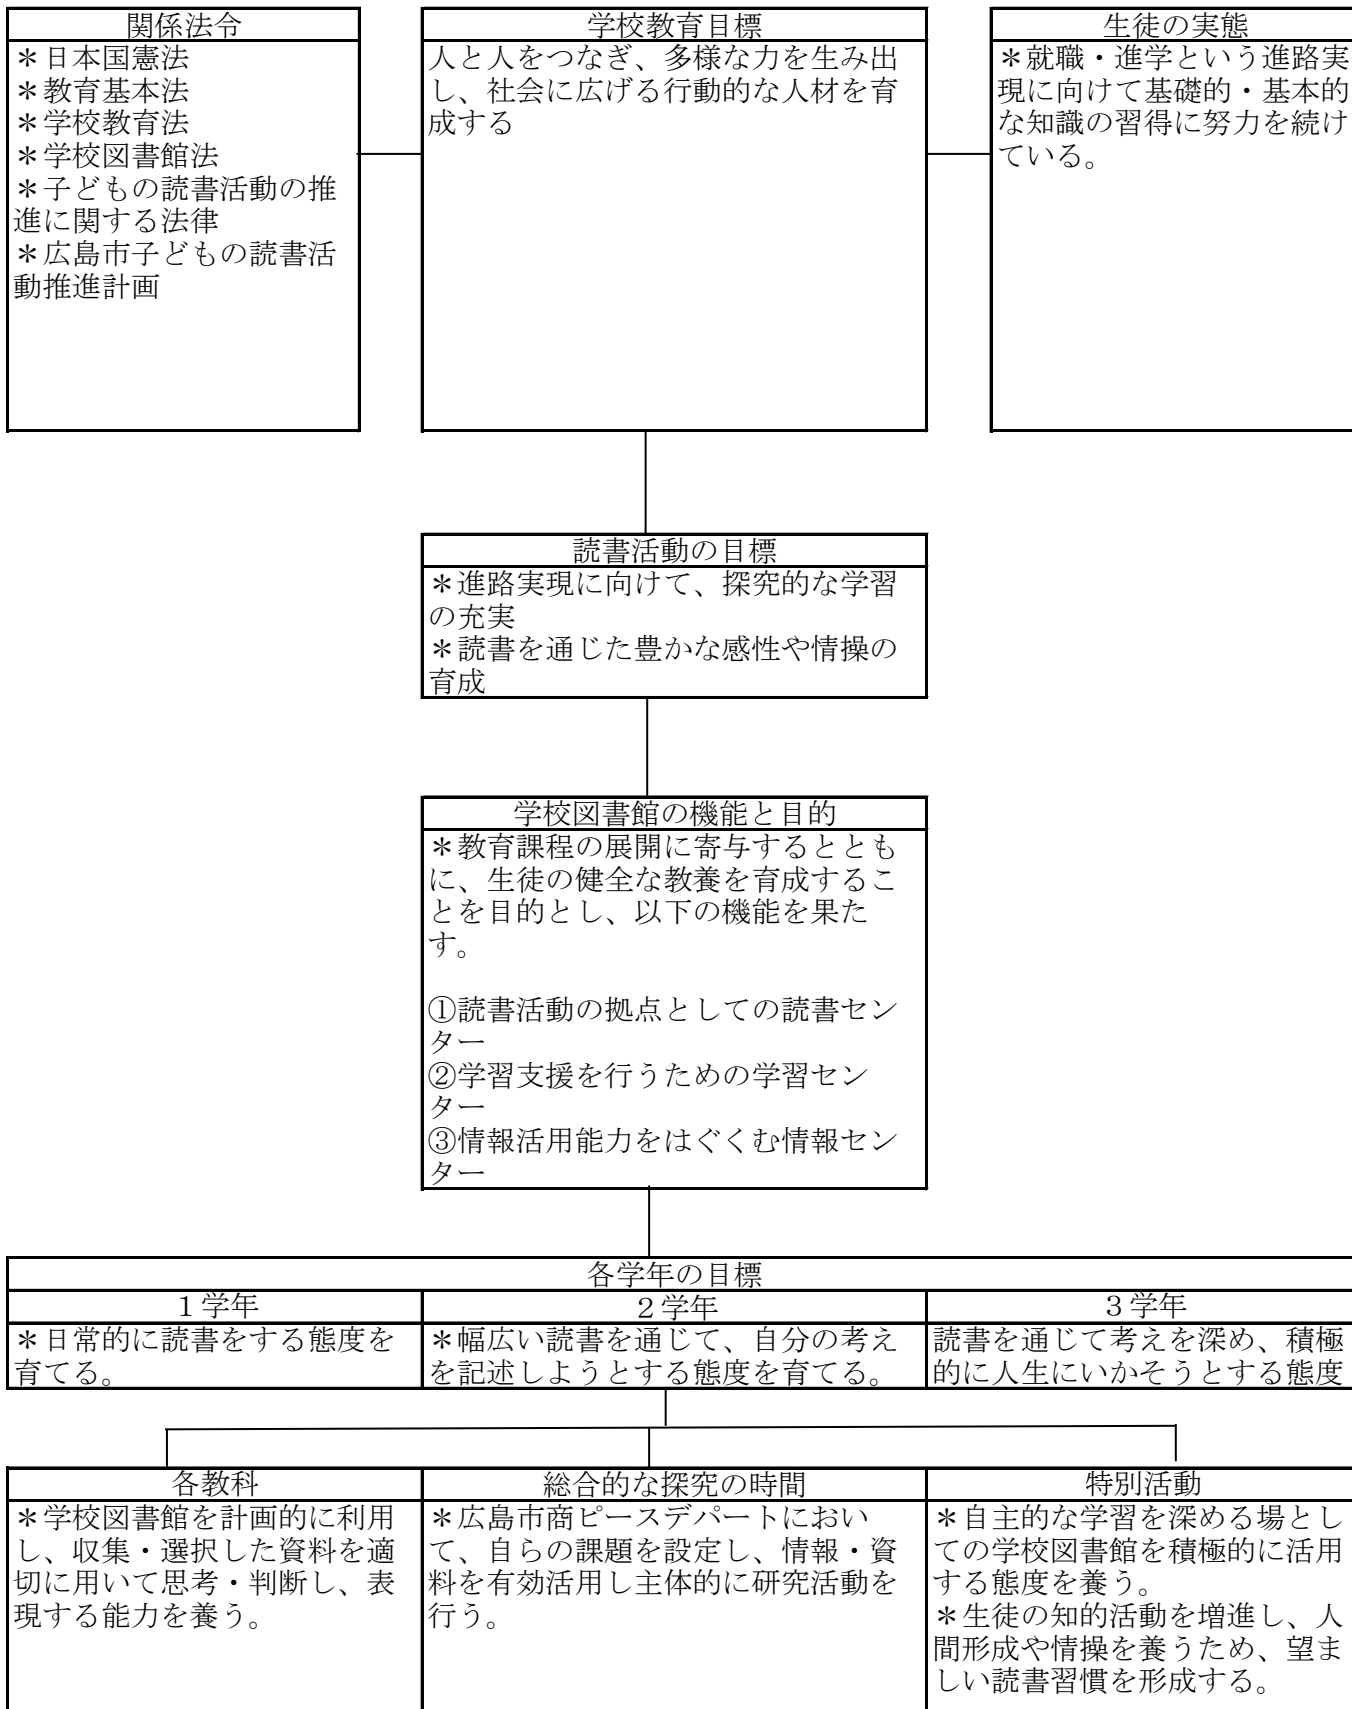 関係法令
＊日本国憲法
＊教育基本法
＊学校教育法
＊学校図書館法
＊子どもの読書活動の推
進に関する法律
＊広島市子どもの読書活
動推進計画
学校教育目標
人と人をつなぎ、多様な力を生み出
し、社会に広げる行動的な人材を育
成する
生徒の実態
＊就職・進学という進路実
現に向けて基礎的・基本的
な知識の習得に努力を続け
ている。
読書活動の目標
＊進路実現に向けて、探究的な学習
の充実
＊読書を通じた豊かな感性や情操の
育成
学校図書館の機能と目的
＊教育課程の展開に寄与するととも
に、生徒の健全な教養を育成するこ
とを目的とし、以下の機能を果た
す。
①読書活動の拠点としての読書セン
ター
②学習支援を行うための学習セン
ター
③情報活用能力をはぐくむ情報セン
ター
各学年の目標
１学年
＊日常的に読書をする態度を
育てる。
２学年
＊幅広い読書を通じて、自分の考え
を記述しようとする態度を育てる。
３学年
読書を通じて考えを深め、積極
的に人生にいかそうとする態度
各教科
＊学校図書館を計画的に利用
し、収集・選択した資料を適
切に用いて思考・判断し、表
現する能力を養う。
総合的な探究の時間
＊広島市商ピースデパートにおい
て、自らの課題を設定し、情報・資
料を有効活用し主体的に研究活動を
行う。
特別活動
＊自主的な学習を深める場とし
ての学校図書館を積極的に活用
する態度を養う。
＊生徒の知的活動を増進し、人
間形成や情操を養うため、望ま
しい読書習慣を形成する。